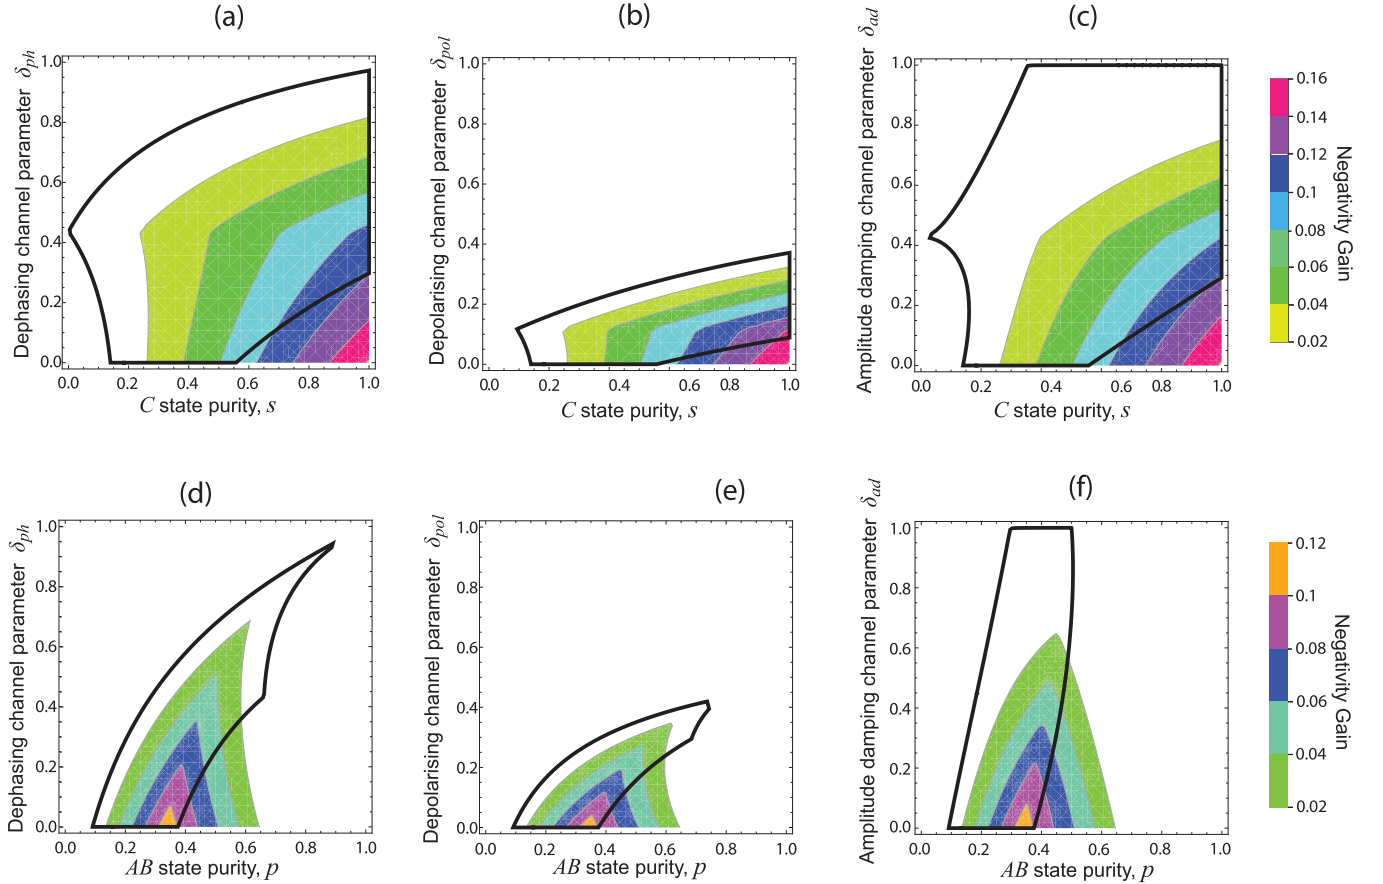 (a)
Dephasing channel parameter δph
1.0
0.8
0.6
0.4
0.2
0.0
0.0 0.2 0.4 0.6 0.8 1.0
C state purity, s
(b)
Depolarising channel parameter δpol
1.0
0.8
0.6
0.4
0.2
0.0
0.0 0.2 0.4 0.6 0.8 1.0
C state purity, s
(c)
Amplitude damping channel parameter δad
1.0
0.8
0.6
0.4
0.2
0.0
0.0 0.2 0.4 0.6 0.8 1.0
C state purity, s
0.16
0.14
0.12
0.1
0.08
0.06
0.04
0.02
Negativity Gain
(d)
Dephasing channel parameter δph
1.0
0.8
0.6
0.4
0.2
0.0
0.0 0.2 0.4 0.6 0.8 1.0
AB state purity, p
(e)
Depolarising channel parameter δpol
1.0
0.8
0.6
0.4
0.2
0.0
0.0 0.2 0.4 0.6 0.8 1.0
AB state purity, p
(f)
Amplitude damping channel parameter δad
1.0
0.8
0.6
0.4
0.2
0.0
0.0 0.2 0.4 0.6 0.8 1.0
AB state purity, p
0.12
0.1
0.08
0.06
0.04
0.02
Negativity Gain